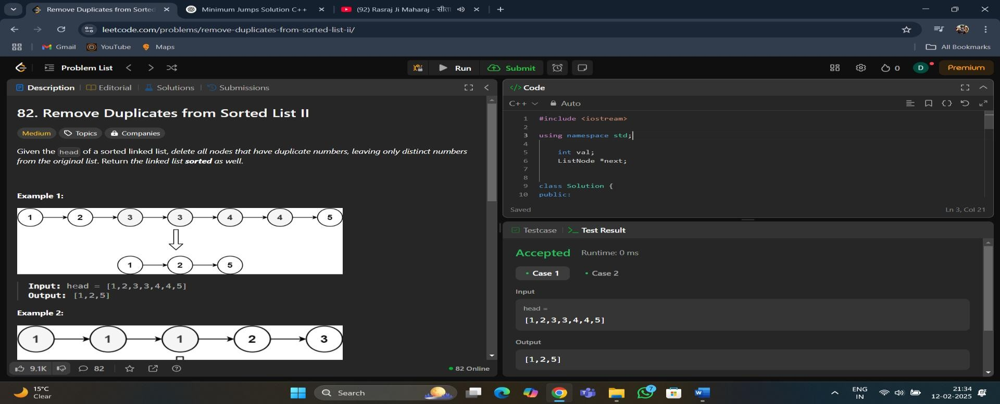 Remove Duplicates from Sorted
Minimum Jumps Solution C++
(92) Rasraj Ji Maharaj - सीता
leetcode.com/problems/remove-duplicates-from-sorted-list-ii/
Gmail
YouTube
Maps
All Bookmarks
Problem List
Run
Submit
0
D
Premium
Description
Editorial
Solutions
Submissions
82. Remove Duplicates from Sorted List II
Medium
Topics
Companies
Given the head of a sorted linked list, delete all nodes that have duplicate numbers, leaving only distinct numbers
from the original list. Return the linked list sorted as well.
Example 1:
1 2 3 3 4 4 5
1 2 5
Input: head = [1,2,3,3,4,4,5]
Output: [1,2,5]
Example 2:
1 1 1 2 3
9.1K
82
82 Online
</> Code
C++
Auto
1 #include <iostream>
2
3 using namespace std;
4
5 int val;
6 ListNode *next;
7
8
9 class Solution {
10 public:
Saved
Ln 3, Col 21
Testcase
>_ Test Result
Accepted
Runtime: 0 ms
• Case 1
• Case 2
Input
head =
[1,2,3,3,4,4,5]
Output
[1,2,5]
15°C
Clear
Search
7
ENG
IN
21:34
12-02-2025